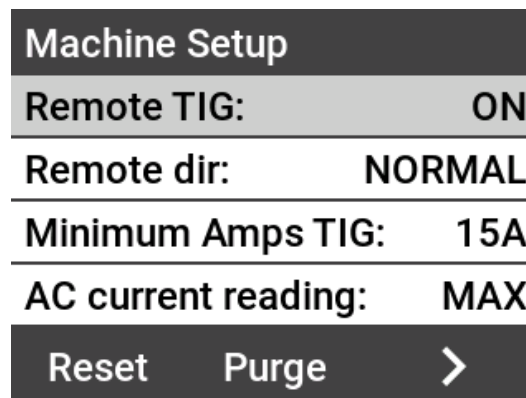 Machine Setup
Remote TIG: ON
Remote dir: NORMAL
Minimum Amps TIG: 15A
AC current reading: MAX
Reset Purge >